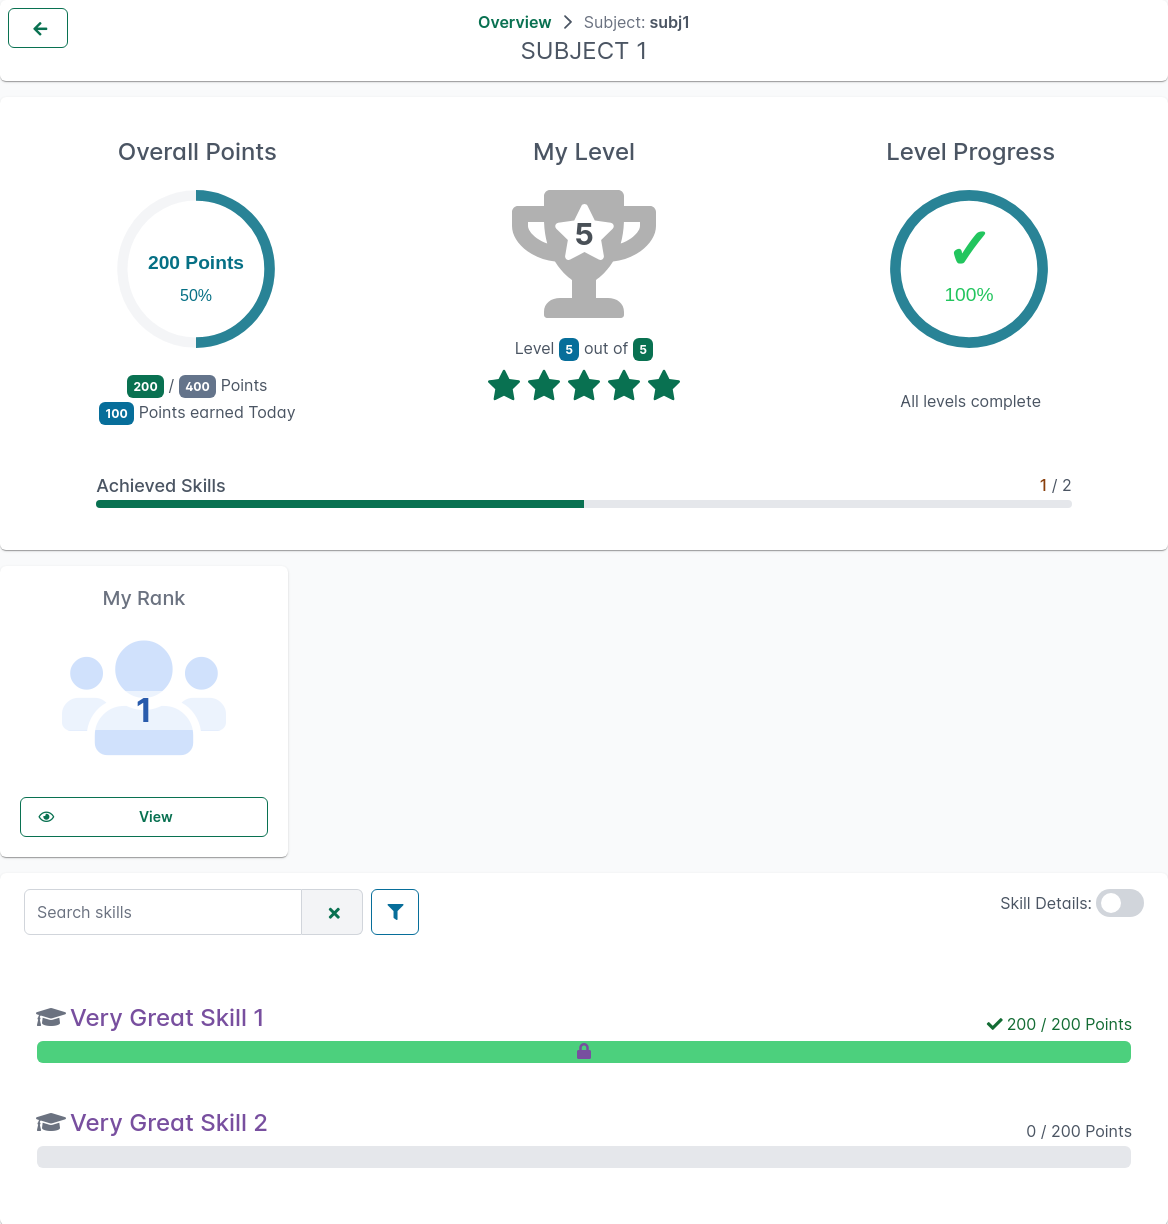 Overview > Subject: subj1
SUBJECT 1
Overall Points
My Level
Level Progress
200 Points
50%
200 / 400 Points
100 Points earned Today
5
Level 5 out of 5
✓
100%
All levels complete
Achieved Skills
1 / 2
My Rank
1
View
Search skills
Skill Details:
Very Great Skill 1
200 / 200 Points
Very Great Skill 2
0 / 200 Points